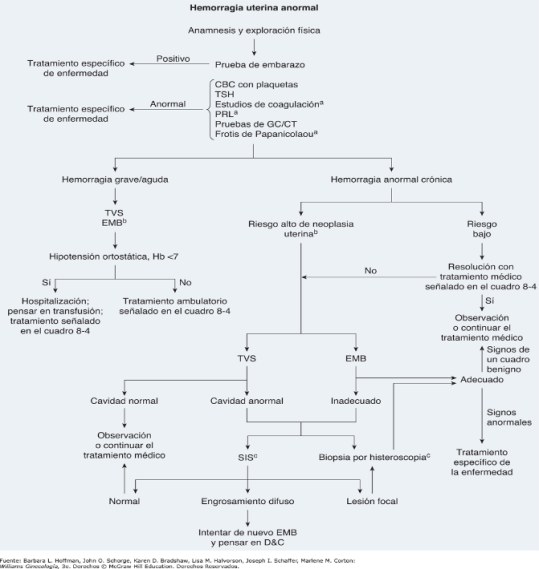 Hemorragia uterina anormal
Anamnesis y exploración física
Positivo
Prueba de embarazo
Tratamiento específico
de enfermedad
CBC con plaquetas
TSH
Estudios de coagulaciónᵃ
PRLᵃ
Pruebas de GC/CT
Frotis de Papanicolaouᵃ
Anormal
Tratamiento específico
de enfermedad
Hemorragia grave/aguda
Hemorragia anormal crónica
TVS
EMBᵇ
Riesgo alto de neoplasia
uterinaᵇ
Riesgo
bajo
Hipotensión ortostática, Hb <7
Sí
No
Hospitalización;
pensar en transfusión;
tratamiento señalado
en el cuadro 8-4
Tratamiento ambulatorio
señalado en el cuadro 8-4
No
Resolución con
tratamiento médico
señalado en el cuadro 8-4
Sí
Observación
o continuar el
tratamiento médico
Signos de
un cuadro
benigno
TVS
EMB
Adecuado
Cavidad normal
Cavidad anormal
Inadecuado
Signos
anormales
Observación
o continuar el
tratamiento médico
SISᶜ
Biopsia por histeroscopiaᶜ
Tratamiento
específico de
la enfermedad
Normal
Engrosamiento difuso
Lesión focal
Intentar de nuevo EMB
y pensar en D&C
Fuente: Barbara L. Hoffman, John O. Schorge, Karen D. Bradshaw, Lisa M. Halvorson, Joseph I. Schaffer, Marlene M. Corton:
Williams Ginecología, 3e. Derechos © McGraw Hill Education. Derechos Reservados.